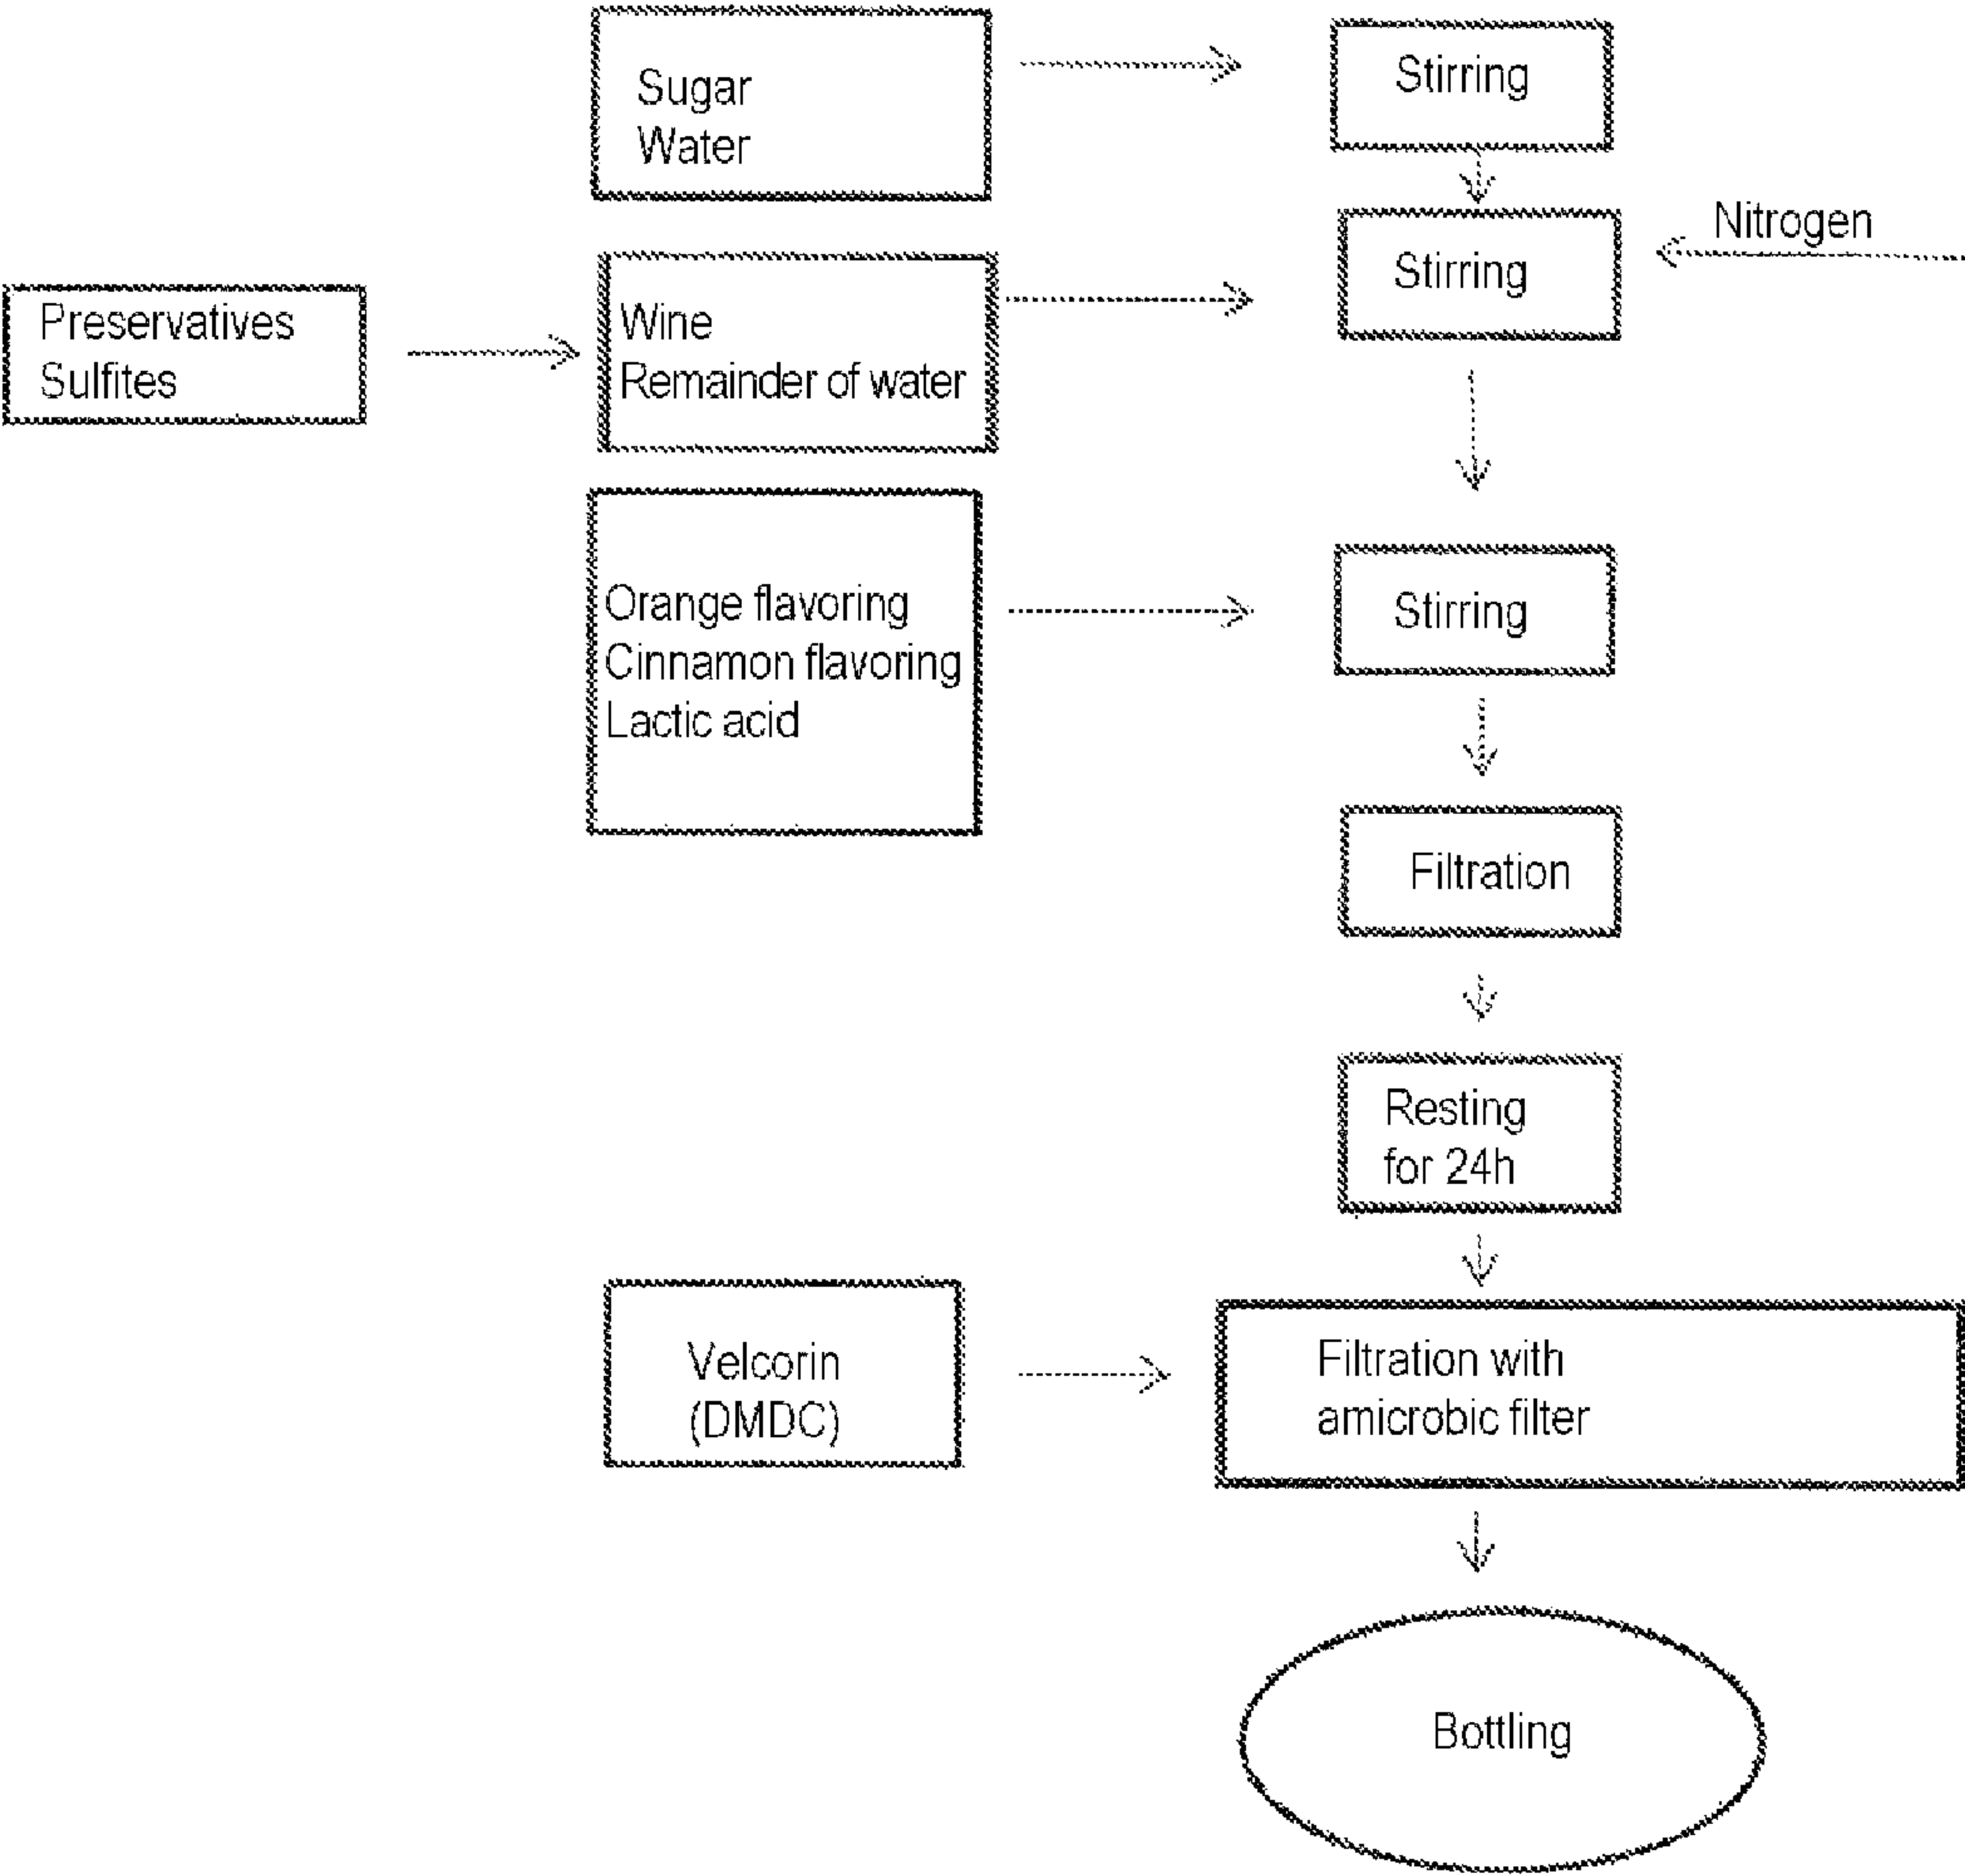 Sugar
Water
Stirring
Nitrogen
Stirring
Preservatives
Sulfites
Wine
Remainder of water
Orange flavoring
Cinnamon flavoring
Lactic acid
Stirring
Filtration
Resting
for 24h
Velcorin
(DMDC)
Filtration with
amicrobic filter
Bottling